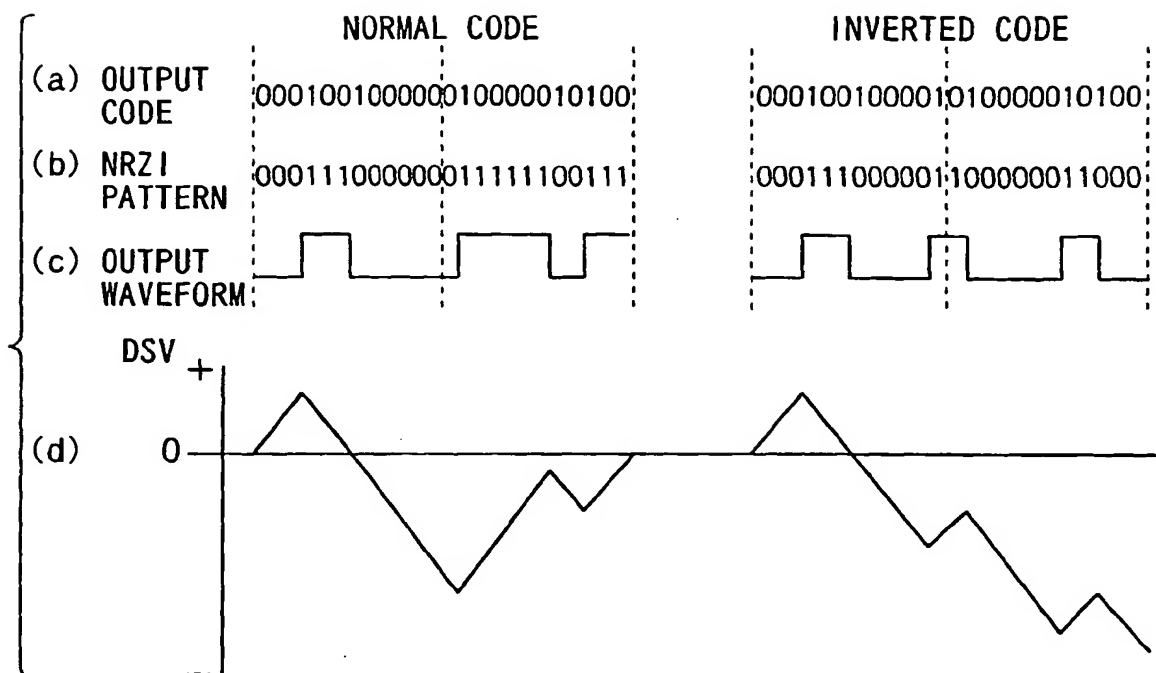 NORMAL CODE INVERTED CODE
(a) OUTPUT CODE 000100100000010000010100 000100100001010000010100
(b) NRZI PATTERN 000111000000011111100111 000111000001100000011000
(c) OUTPUT WAVEFORM
DSV
+
(d) 0